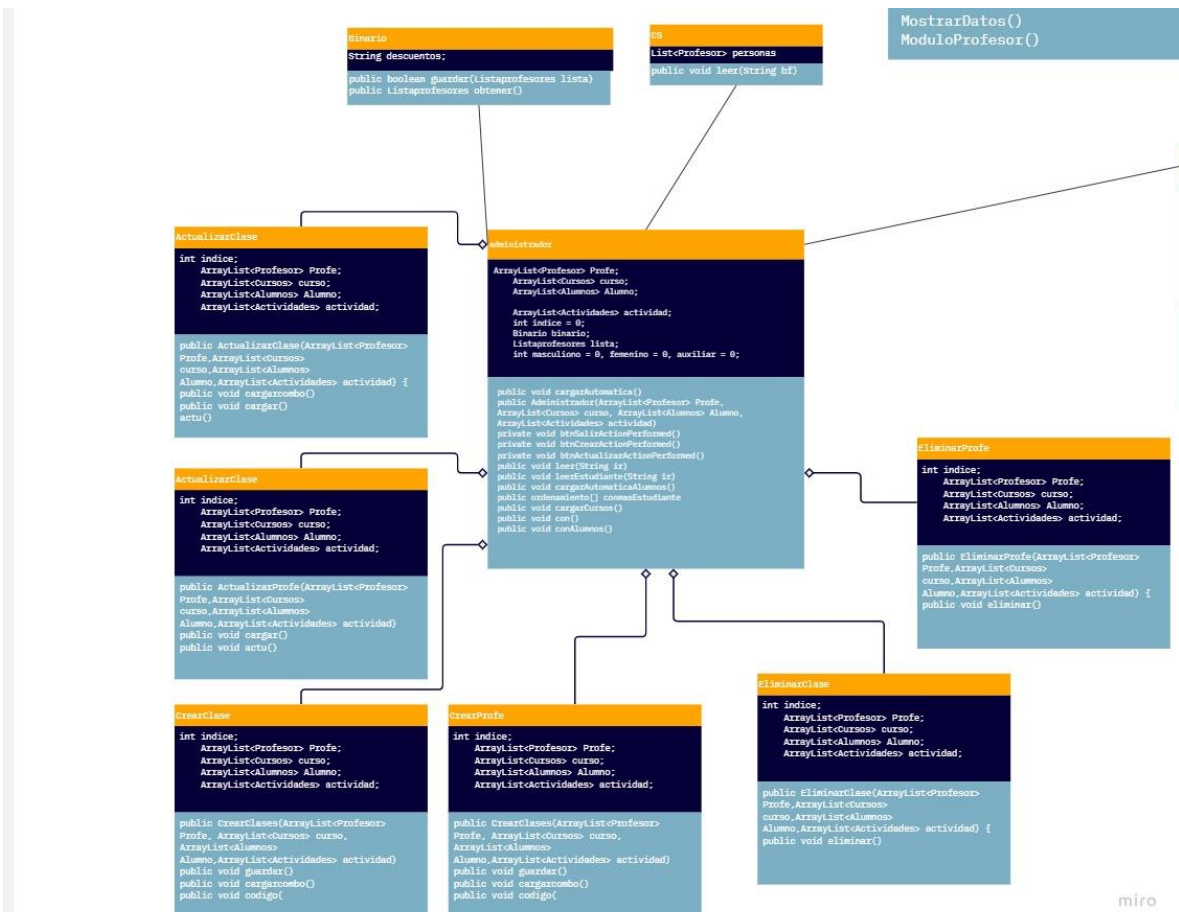 MostrarDatos()
ModuloProfesor()
Binario
String descuentos;
public boolean guardar(Listaprofesores lista)
public Listaprofesores obtener()
CS
List<Profesor> personas
public void leer(String bf)
ActualizarClase
int indice;
ArrayList<Profesor> Profe;
ArrayList<Cursos> curso;
ArrayList<Alumnos> Alumno;
ArrayList<Actividades> actividad;
public ActualizarClase(ArrayList<Profesor>
Profe,ArrayList<Cursos>
curso,ArrayList<Alumnos>
Alumno,ArrayList<Actividades> actividad) {
public void cargarcombo()
public void cargar()
actu()
administrador
ArrayList<Profesor> Profe;
ArrayList<Cursos> curso;
ArrayList<Alumnos> Alumno;
ArrayList<Actividades> actividad;
int indice = 0;
Binario binario;
Listaprofesores lista;
int masculiono = 0, femenino = 0, auxiliar = 0;
public void cargarAutomatica()
public Administrador(ArrayList<Profesor> Profe,
ArrayList<Cursos> curso, ArrayList<Alumnos> Alumno,
ArrayList<Actividades> actividad)
private void btnSalirActionPerformed()
private void btnCrearActionPerformed()
private void btnActualizarActionPerformed()
public void leer(String ir)
public void leerEstudiante(String ir)
public void cargarAutomaticaAlumnos()
public ordenamiento[] conmasEstudiante
public void cargarCursos()
public void con()
public void conAlumnos()
ActualizarClase
int indice;
ArrayList<Profesor> Profe;
ArrayList<Cursos> curso;
ArrayList<Alumnos> Alumno;
ArrayList<Actividades> actividad;
public ActualizarProfe(ArrayList<Profesor>
Profe,ArrayList<Cursos>
curso,ArrayList<Alumnos>
Alumno,ArrayList<Actividades> actividad)
public void cargar()
public void actu()
EliminarProfe
int indice;
ArrayList<Profesor> Profe;
ArrayList<Cursos> curso;
ArrayList<Alumnos> Alumno;
ArrayList<Actividades> actividad;
public EliminarProfe(ArrayList<Profesor>
Profe,ArrayList<Cursos>
curso,ArrayList<Alumnos>
Alumno,ArrayList<Actividades> actividad) {
public void eliminar()
CrearClase
int indice;
ArrayList<Profesor> Profe;
ArrayList<Cursos> curso;
ArrayList<Alumnos> Alumno;
ArrayList<Actividades> actividad;
public CrearClases(ArrayList<Profesor>
Profe, ArrayList<Cursos> curso,
ArrayList<Alumnos>
Alumno,ArrayList<Actividades> actividad)
public void guardar()
public void cargarcombo()
public void codigo(
CrearProfe
int indice;
ArrayList<Profesor> Profe;
ArrayList<Cursos> curso;
ArrayList<Alumnos> Alumno;
ArrayList<Actividades> actividad;
public CrearClases(ArrayList<Profesor>
Profe, ArrayList<Cursos> curso,
ArrayList<Alumnos>
Alumno,ArrayList<Actividades> actividad)
public void guardar()
public void cargarcombo()
public void codigo(
EliminarClase
int indice;
ArrayList<Profesor> Profe;
ArrayList<Cursos> curso;
ArrayList<Alumnos> Alumno;
ArrayList<Actividades> actividad;
public EliminarClase(ArrayList<Profesor>
Profe,ArrayList<Cursos>
curso,ArrayList<Alumnos>
Alumno,ArrayList<Actividades> actividad) {
public void eliminar()
miro